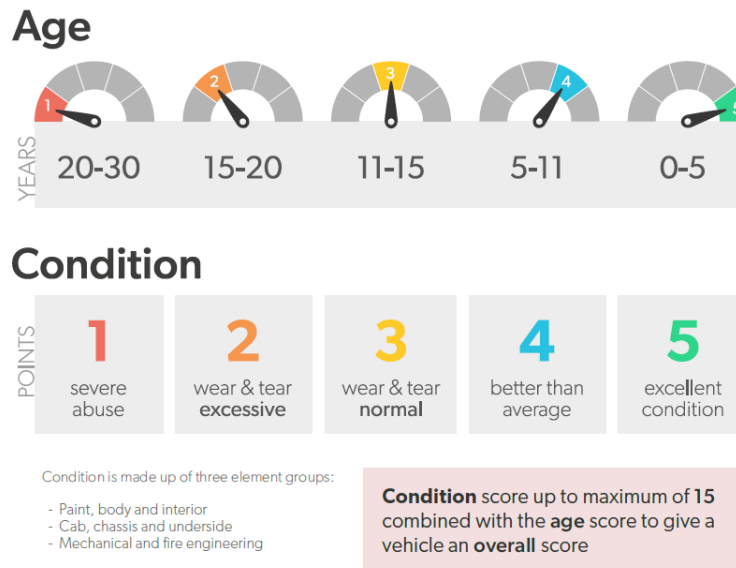 Age
1
2
3
4
5
YEARS
20-30
15-20
11-15
5-11
0-5
Condition
POINTS
1
severe
abuse
2
wear & tear
excessive
3
wear & tear
normal
4
better than
average
5
excellent
condition
Condition is made up of three element groups:
- Paint, body and interior
- Cab, chassis and underside
- Mechanical and fire engineering
Condition score up to maximum of 15
combined with the age score to give a
vehicle an overall score